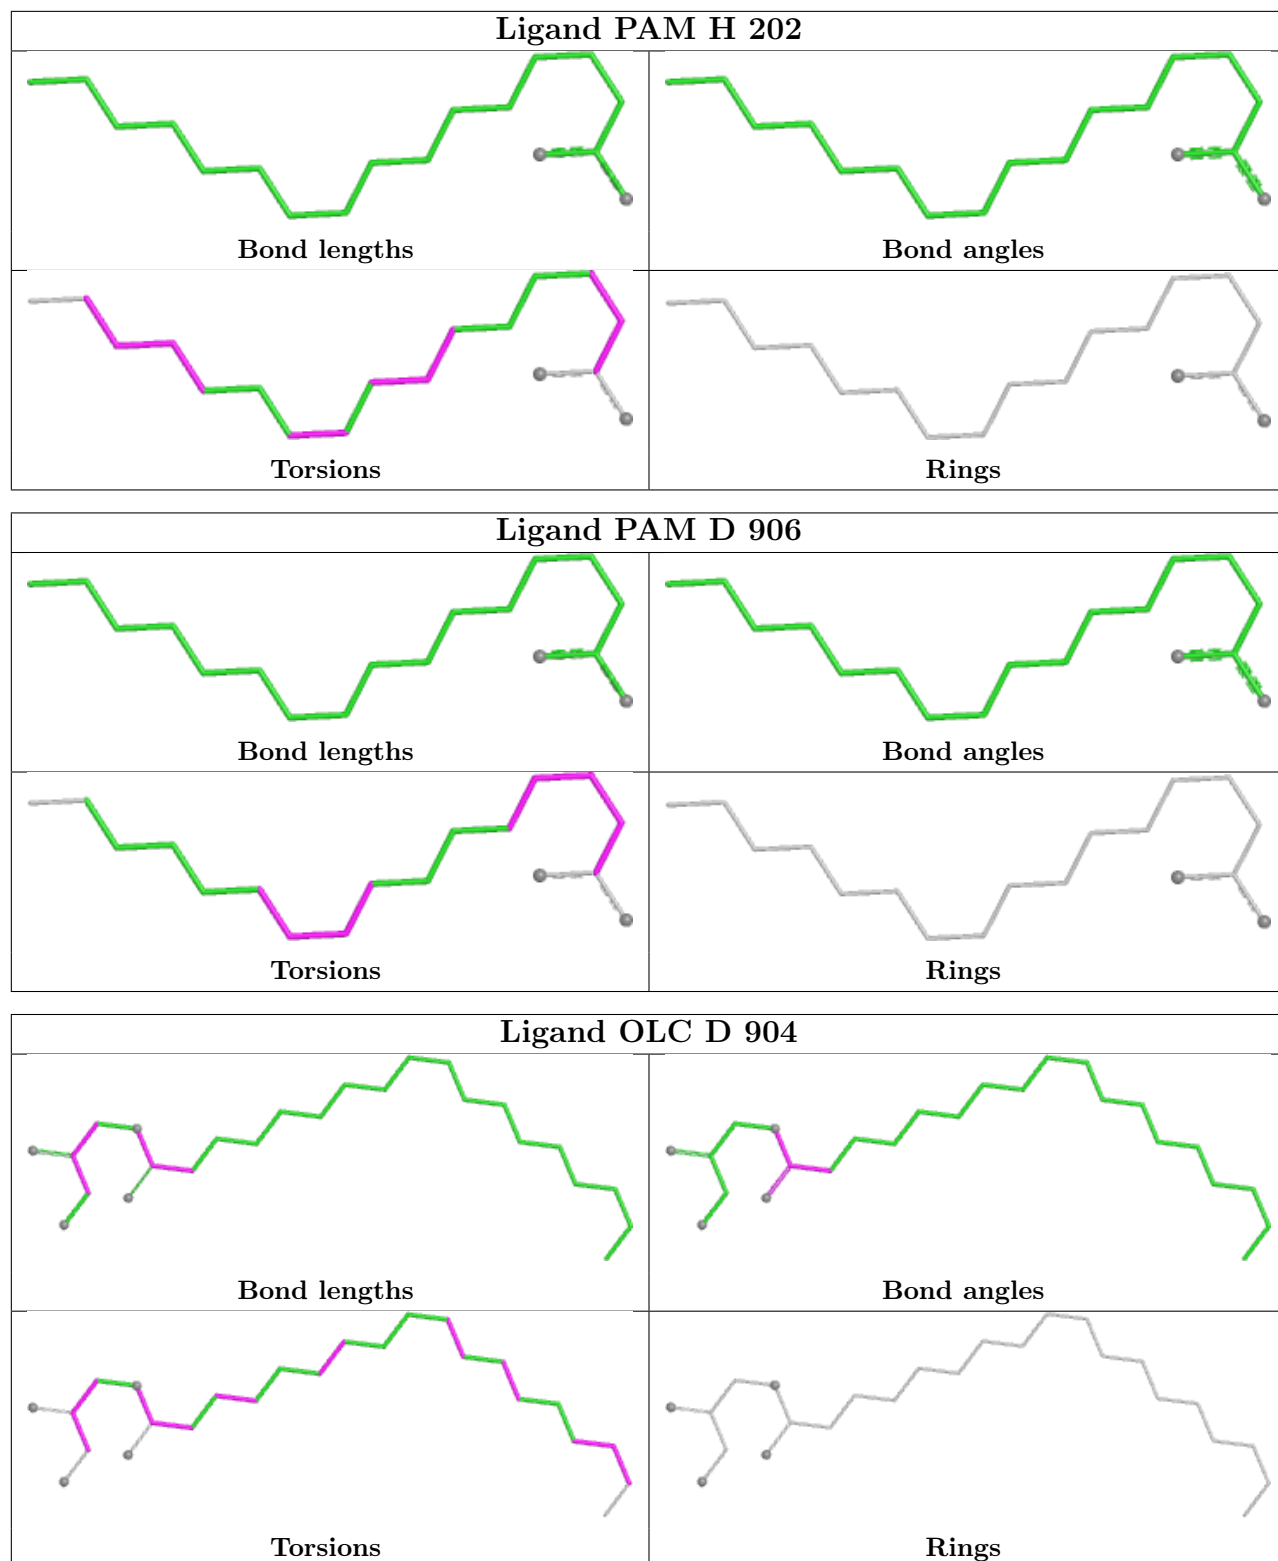 Ligand PAM H 202
Bond lengths
Bond angles
Torsions
Rings
Ligand PAM D 906
Bond lengths
Bond angles
Torsions
Rings
Ligand OLC D 904
Bond lengths
Bond angles
Torsions
Rings